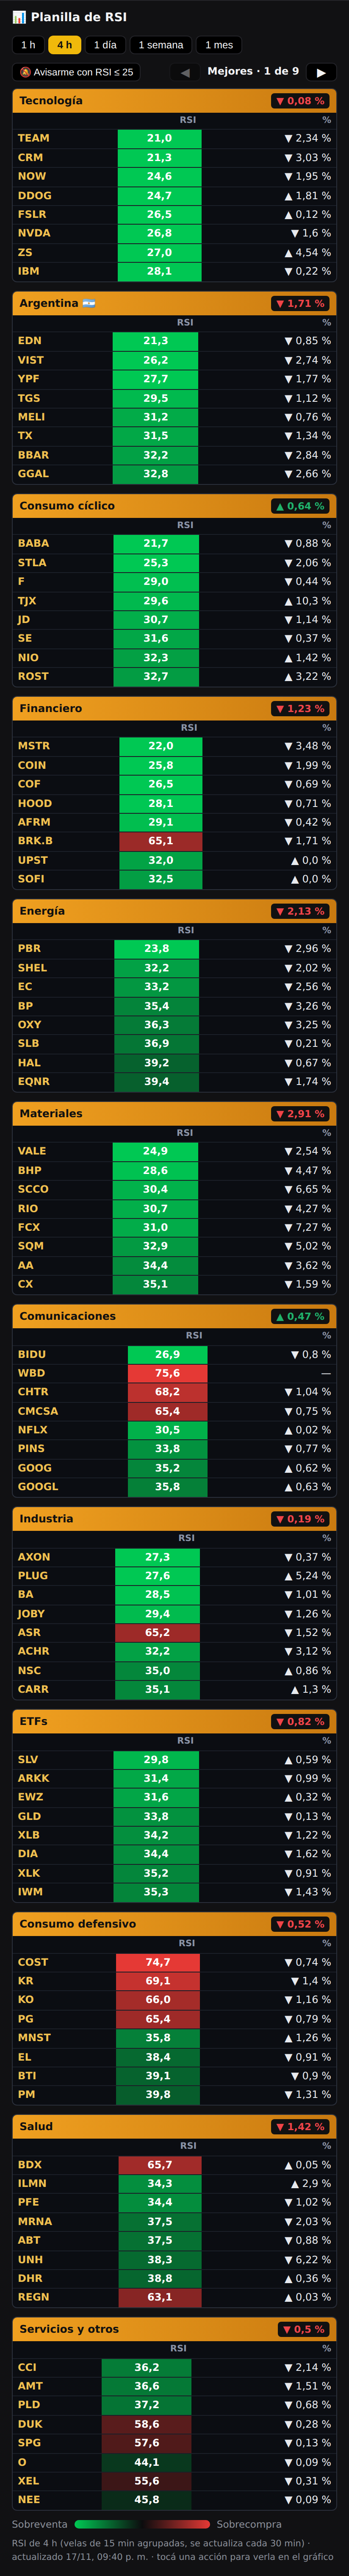 📊 Planilla de RSI
1 h 4 h 1 día 1 semana 1 mes
🔕 Avisarme con RSI ≤ 25 ◀ Mejores · 1 de 9 ▶
Tecnología ▼ 0,08 %
RSI %
TEAM 21,0 ▼ 2,34 %
CRM 21,3 ▼ 3,03 %
NOW 24,6 ▼ 1,95 %
DDOG 24,7 ▲ 1,81 %
FSLR 26,5 ▲ 0,12 %
NVDA 26,8 ▼ 1,6 %
ZS 27,0 ▲ 4,54 %
IBM 28,1 ▼ 0,22 %
Argentina 🇦🇷 ▼ 1,71 %
RSI %
EDN 21,3 ▼ 0,85 %
VIST 26,2 ▼ 2,74 %
YPF 27,7 ▼ 1,77 %
TGS 29,5 ▼ 1,12 %
MELI 31,2 ▼ 0,76 %
TX 31,5 ▼ 1,34 %
BBAR 32,2 ▼ 2,84 %
GGAL 32,8 ▼ 2,66 %
Consumo cíclico ▲ 0,64 %
RSI %
BABA 21,7 ▼ 0,88 %
STLA 25,3 ▼ 2,06 %
F 29,0 ▼ 0,44 %
TJX 29,6 ▲ 10,3 %
JD 30,7 ▼ 1,14 %
SE 31,6 ▼ 0,37 %
NIO 32,3 ▲ 1,42 %
ROST 32,7 ▲ 3,22 %
Financiero ▼ 1,23 %
RSI %
MSTR 22,0 ▼ 3,48 %
COIN 25,8 ▼ 1,99 %
COF 26,5 ▼ 0,69 %
HOOD 28,1 ▼ 0,71 %
AFRM 29,1 ▼ 0,42 %
BRK.B 65,1 ▼ 1,71 %
UPST 32,0 ▲ 0,0 %
SOFI 32,5 ▲ 0,0 %
Energía ▼ 2,13 %
RSI %
PBR 23,8 ▼ 2,96 %
SHEL 32,2 ▼ 2,02 %
EC 33,2 ▼ 2,56 %
BP 35,4 ▼ 3,26 %
OXY 36,3 ▼ 3,25 %
SLB 36,9 ▼ 0,21 %
HAL 39,2 ▼ 0,67 %
EQNR 39,4 ▼ 1,74 %
Materiales ▼ 2,91 %
RSI %
VALE 24,9 ▼ 2,54 %
BHP 28,6 ▼ 4,47 %
SCCO 30,4 ▼ 6,65 %
RIO 30,7 ▼ 4,27 %
FCX 31,0 ▼ 7,27 %
SQM 32,9 ▼ 5,02 %
AA 34,4 ▼ 3,62 %
CX 35,1 ▼ 1,59 %
Comunicaciones ▲ 0,47 %
RSI %
BIDU 26,9 ▼ 0,8 %
WBD 75,6 —
CHTR 68,2 ▼ 1,04 %
CMCSA 65,4 ▼ 0,75 %
NFLX 30,5 ▲ 0,02 %
PINS 33,8 ▼ 0,77 %
GOOG 35,2 ▲ 0,62 %
GOOGL 35,8 ▲ 0,63 %
Industria ▼ 0,19 %
RSI %
AXON 27,3 ▼ 0,37 %
PLUG 27,6 ▲ 5,24 %
BA 28,5 ▼ 1,01 %
JOBY 29,4 ▼ 1,26 %
ASR 65,2 ▼ 1,52 %
ACHR 32,2 ▼ 3,12 %
NSC 35,0 ▲ 0,86 %
CARR 35,1 ▲ 1,3 %
ETFs ▼ 0,82 %
RSI %
SLV 29,8 ▲ 0,59 %
ARKK 31,4 ▼ 0,99 %
EWZ 31,6 ▲ 0,32 %
GLD 33,8 ▼ 0,13 %
XLB 34,2 ▼ 1,22 %
DIA 34,4 ▼ 1,62 %
XLK 35,2 ▼ 0,91 %
IWM 35,3 ▼ 1,43 %
Consumo defensivo ▼ 0,52 %
RSI %
COST 74,7 ▼ 0,74 %
KR 69,1 ▼ 1,4 %
KO 66,0 ▼ 1,16 %
PG 65,4 ▼ 0,79 %
MNST 35,8 ▲ 1,26 %
EL 38,4 ▼ 0,91 %
BTI 39,1 ▼ 0,9 %
PM 39,8 ▼ 1,31 %
Salud ▼ 1,42 %
RSI %
BDX 65,7 ▲ 0,05 %
ILMN 34,3 ▲ 2,9 %
PFE 34,4 ▼ 1,02 %
MRNA 37,5 ▼ 2,03 %
ABT 37,5 ▼ 0,88 %
UNH 38,3 ▼ 6,22 %
DHR 38,8 ▲ 0,36 %
REGN 63,1 ▲ 0,03 %
Servicios y otros ▼ 0,5 %
RSI %
CCI 36,2 ▼ 2,14 %
AMT 36,6 ▼ 1,51 %
PLD 37,2 ▼ 0,68 %
DUK 58,6 ▼ 0,28 %
SPG 57,6 ▼ 0,13 %
O 44,1 ▼ 0,09 %
XEL 55,6 ▼ 0,31 %
NEE 45,8 ▼ 0,09 %
Sobreventa Sobrecompra
RSI de 4 h (velas de 15 min agrupadas, se actualiza cada 30 min) ·
actualizado 17/11, 09:40 p. m. · tocá una acción para verla en el gráfico